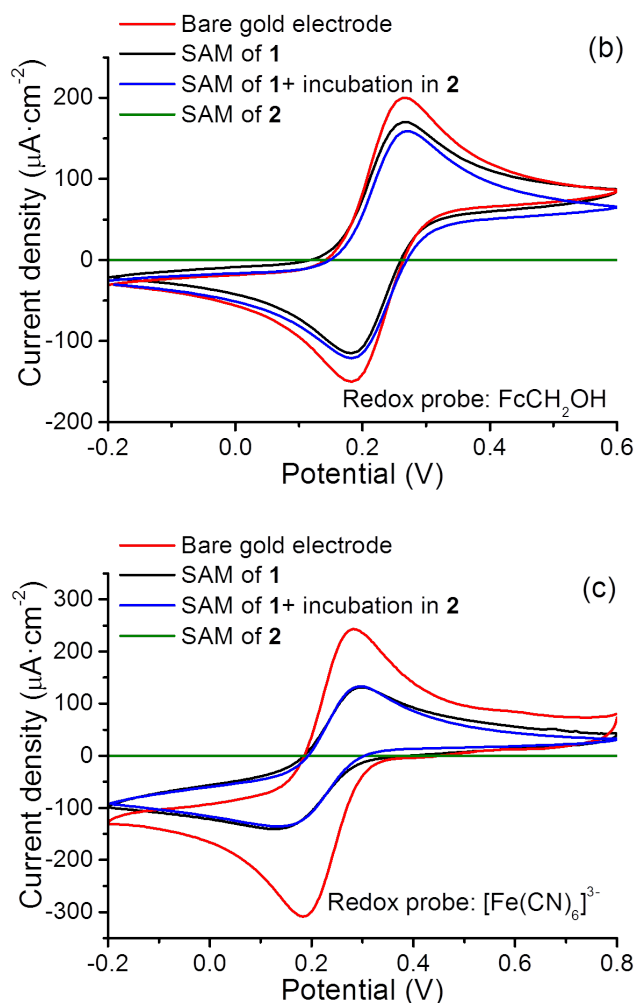 Bare gold electrode
(b)
SAM of 1
SAM of 1+ incubation in 2
SAM of 2
Current density (μA·cm⁻²)
200
100
0
-100
-200
Redox probe: FcCH₂OH
-0.2 0.0 0.2 0.4 0.6
Potential (V)
Bare gold electrode
(c)
SAM of 1
SAM of 1+ incubation in 2
SAM of 2
Current density (μA·cm⁻²)
300
200
100
0
-100
-200
-300
Redox probe: [Fe(CN)₆]³⁻
-0.2 0.0 0.2 0.4 0.6 0.8
Potential (V)